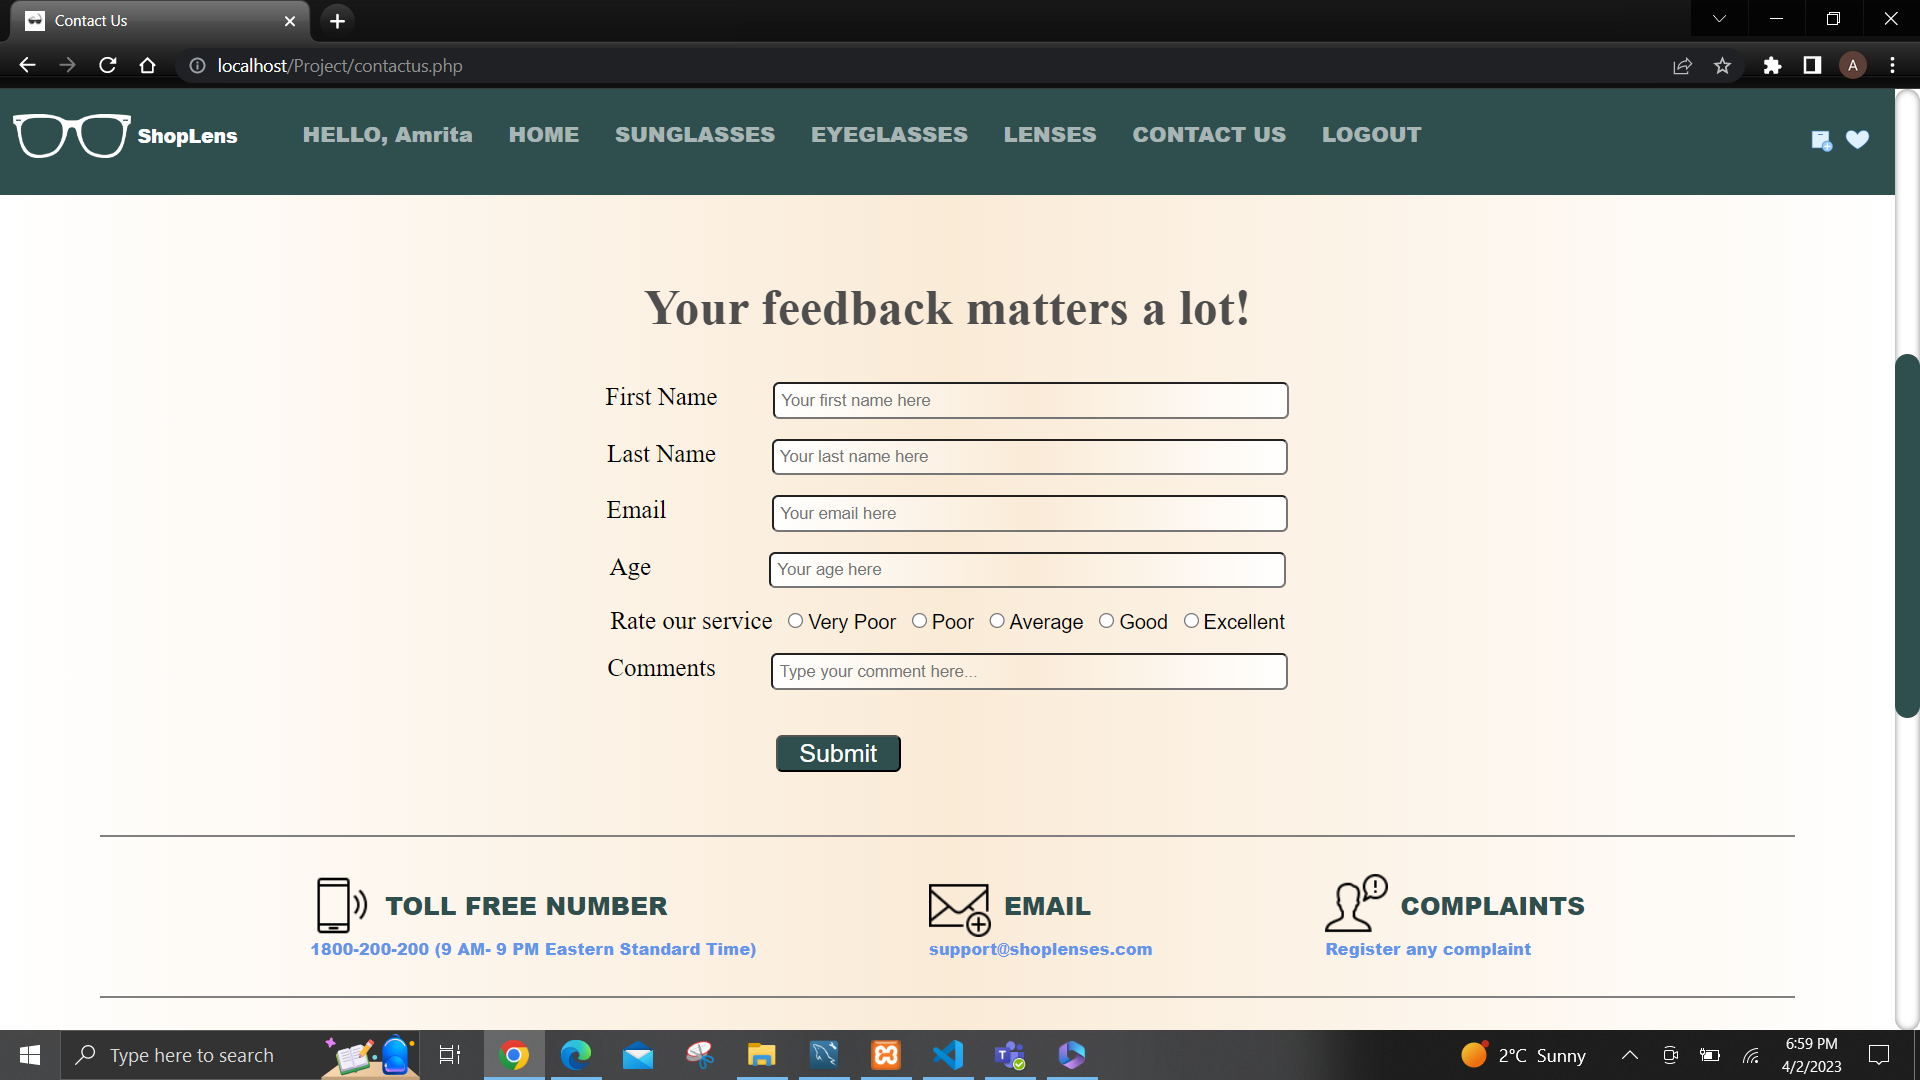 Contact Us
localhost/Project/contactus.php
A
ShopLens
HELLO, Amrita HOME SUNGLASSES EYEGLASSES LENSES CONTACT US LOGOUT
Your feedback matters a lot!
First Name Your first name here
Last Name Your last name here
Email Your email here
Age Your age here
Rate our service Very Poor Poor Average Good Excellent
Comments Type your comment here...
Submit
TOLL FREE NUMBER
1800-200-200 (9 AM- 9 PM Eastern Standard Time)
EMAIL
support@shoplenses.com
COMPLAINTS
Register any complaint
Type here to search
2°C Sunny
6:59 PM
4/2/2023